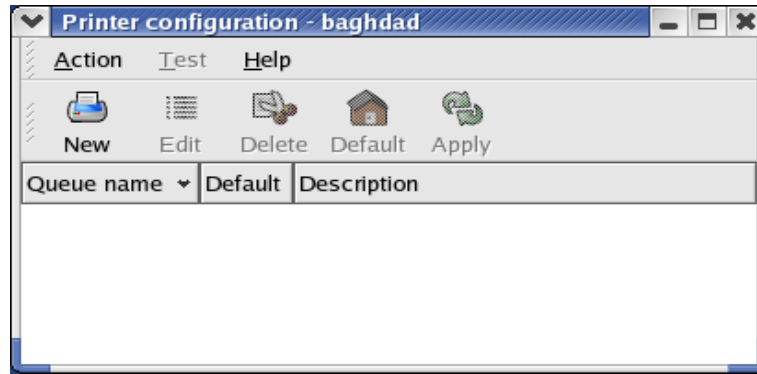 Printer configuration - baghdad
Action Test Help
New Edit Delete Default Apply
Queue name Default Description